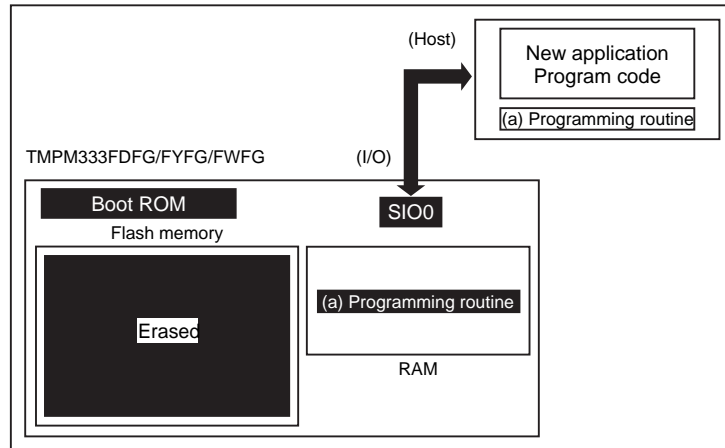 (Host)
New application
Program code
(a) Programming routine
TMPM333FDFG/FYFG/FWFG
(I/O)
Boot ROM
SIO0
Flash memory
(a) Programming routine
Erased
RAM